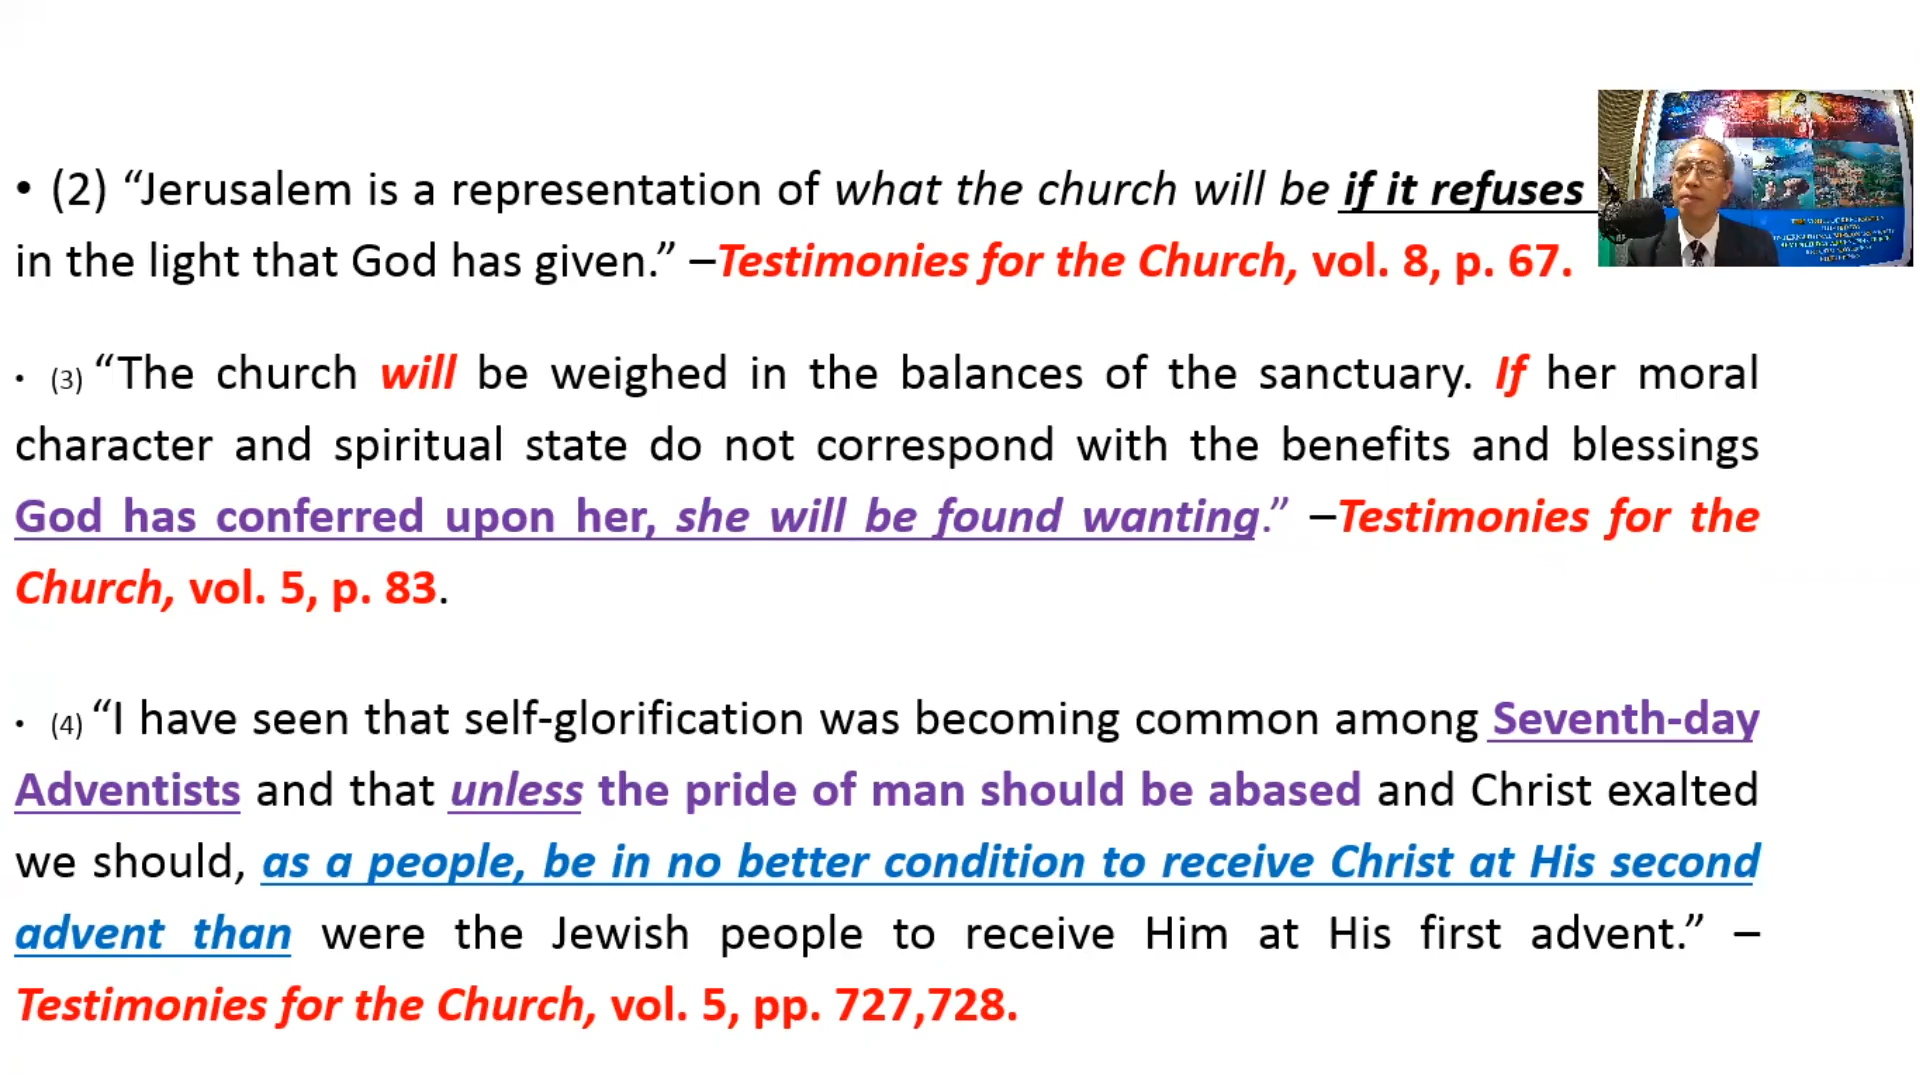 • (2) “Jerusalem is a representation of what the church will be if it refuses
in the light that God has given.” –Testimonies for the Church, vol. 8, p. 67.
• (3) “The church will be weighed in the balances of the sanctuary. If her moral
character and spiritual state do not correspond with the benefits and blessings
God has conferred upon her, she will be found wanting.” –Testimonies for the
Church, vol. 5, p. 83.
• (4) “I have seen that self-glorification was becoming common among Seventh-day
Adventists and that unless the pride of man should be abased and Christ exalted
we should, as a people, be in no better condition to receive Christ at His second
advent than were the Jewish people to receive Him at His first advent.” –
Testimonies for the Church, vol. 5, pp. 727,728.